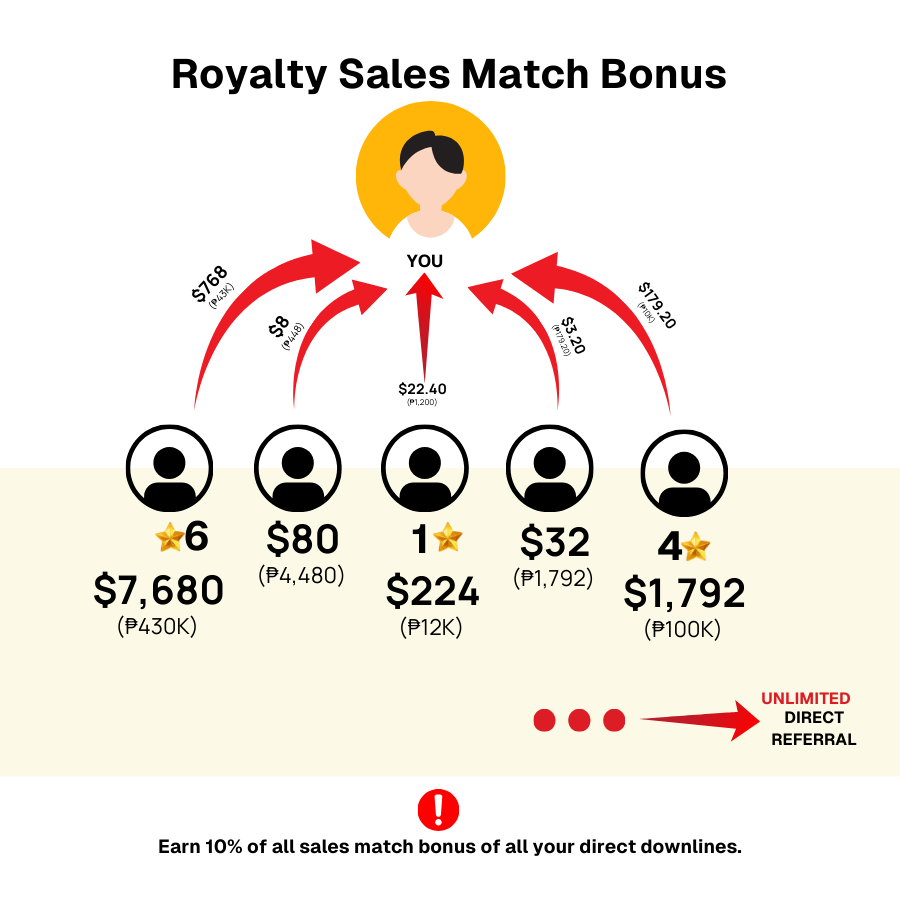 Royalty Sales Match Bonus
YOU
$768
(₱43K)
$8
(₱448)
$22.40
(₱1,200)
$3.20
(₱179.20)
$179.20
(₱10K)
6
$7,680
(₱430K)
$80
(₱4,480)
1
$224
(₱12K)
$32
(₱1,792)
4
$1,792
(₱100K)
UNLIMITED
DIRECT
REFERRAL
Earn 10% of all sales match bonus of all your direct downlines.